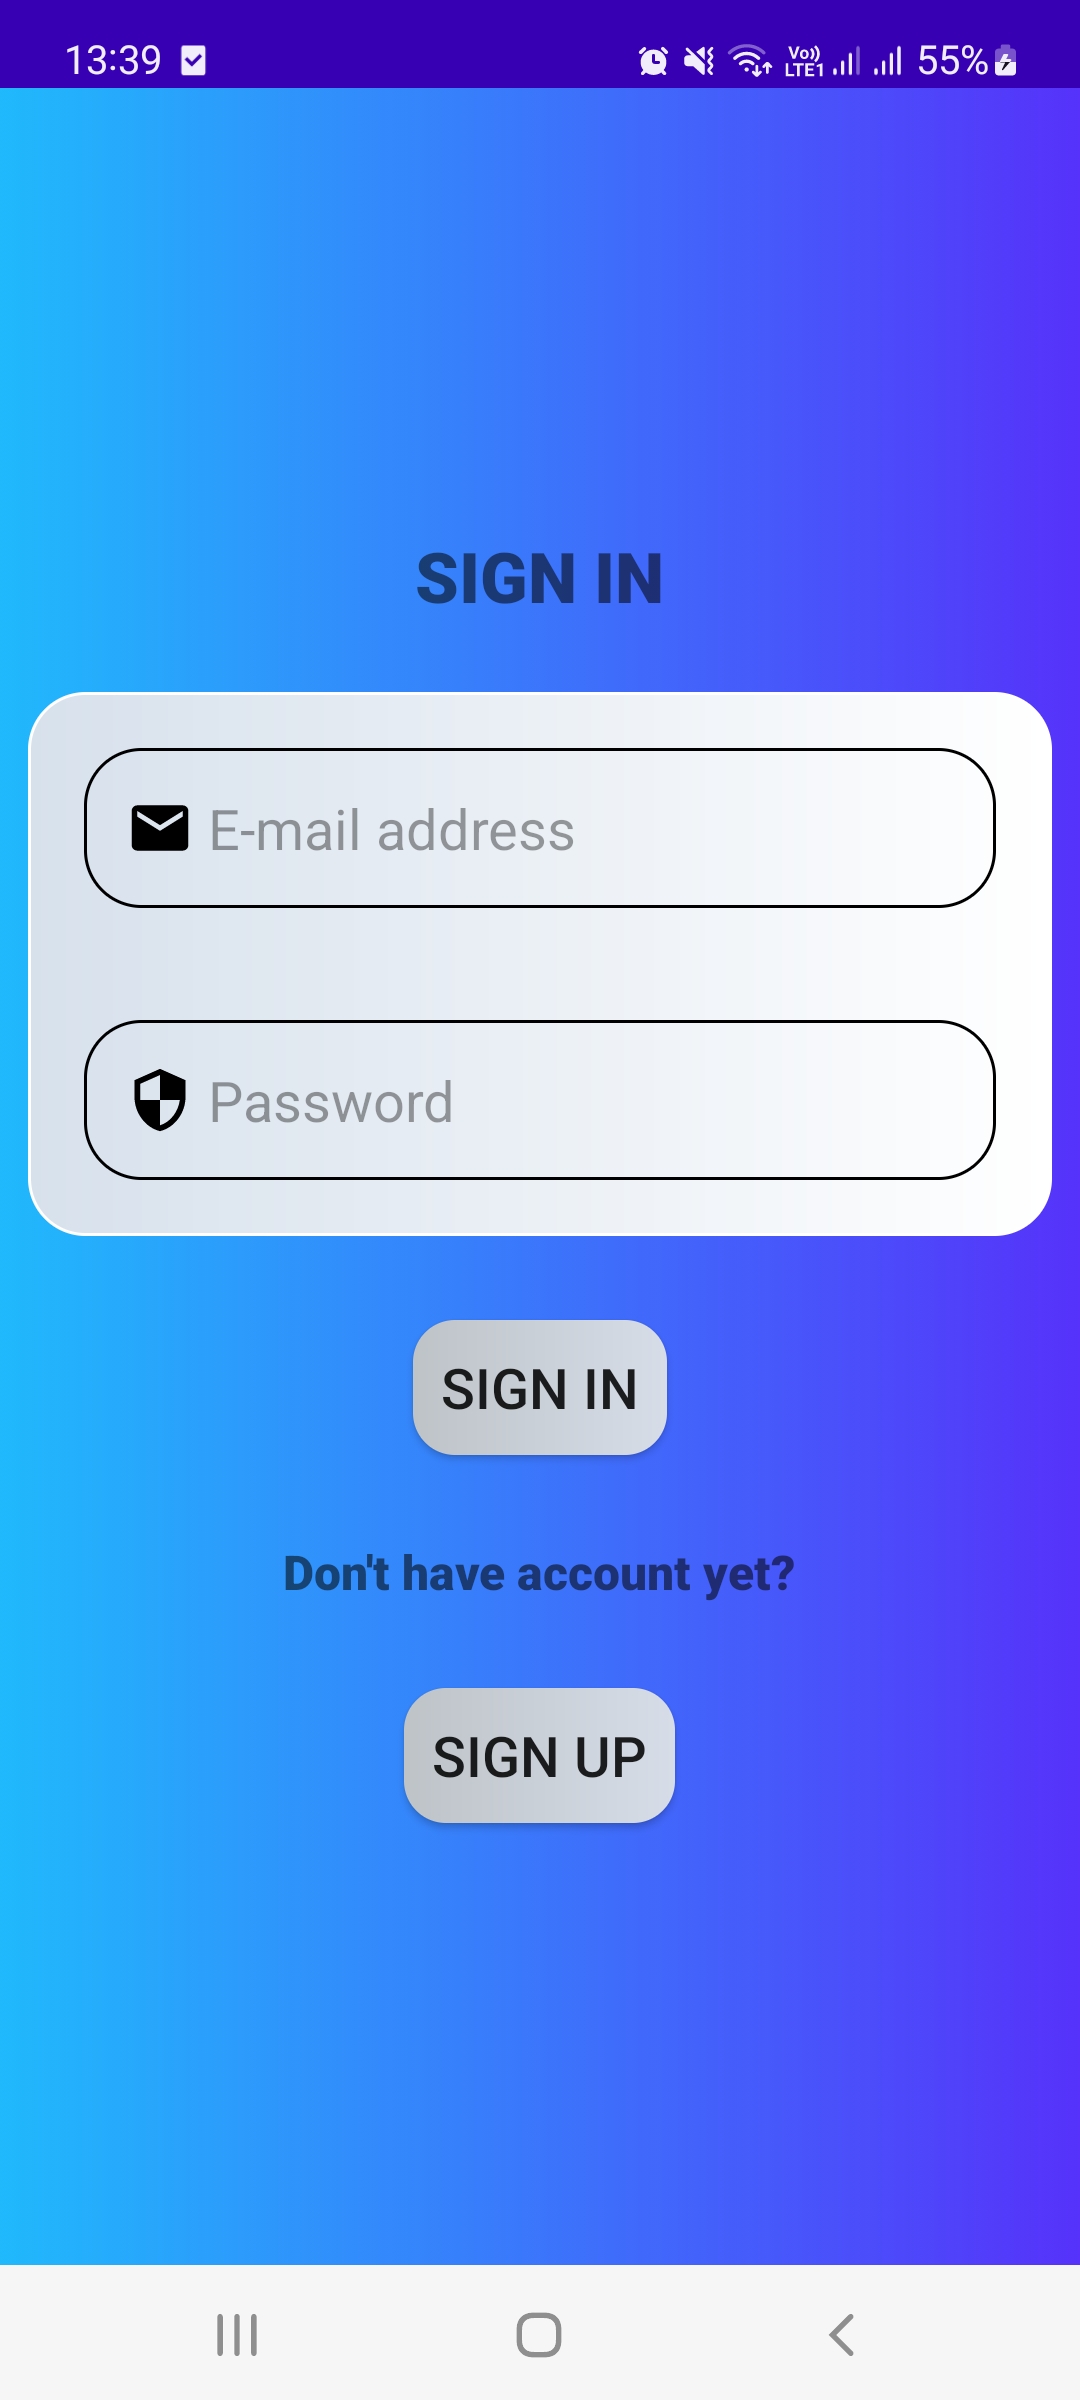 13:39 Vo)) LTE1 55%
SIGN IN
E-mail address
Password
SIGN IN
Don't have account yet?
SIGN UP